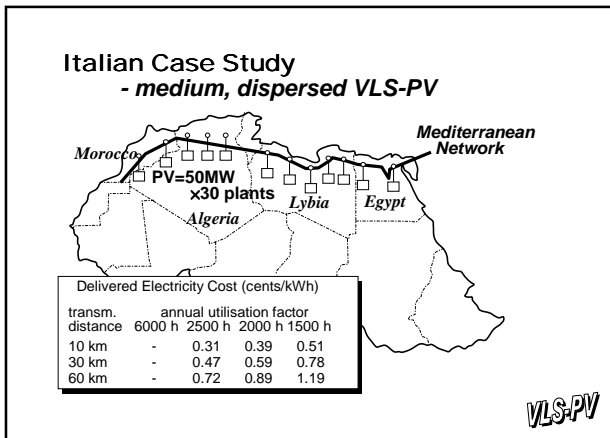 Italian Case Study
- medium, dispersed VLS-PV
Mediterranean
Network
Morocco
PV=50MW
×30 plants
Algeria
Lybia
Egypt
Delivered Electricity Cost (cents/kWh)
transm. annual utilisation factor
distance 6000 h 2500 h 2000 h 1500 h
10 km - 0.31 0.39 0.51
30 km - 0.47 0.59 0.78
60 km - 0.72 0.89 1.19
VLS-PV